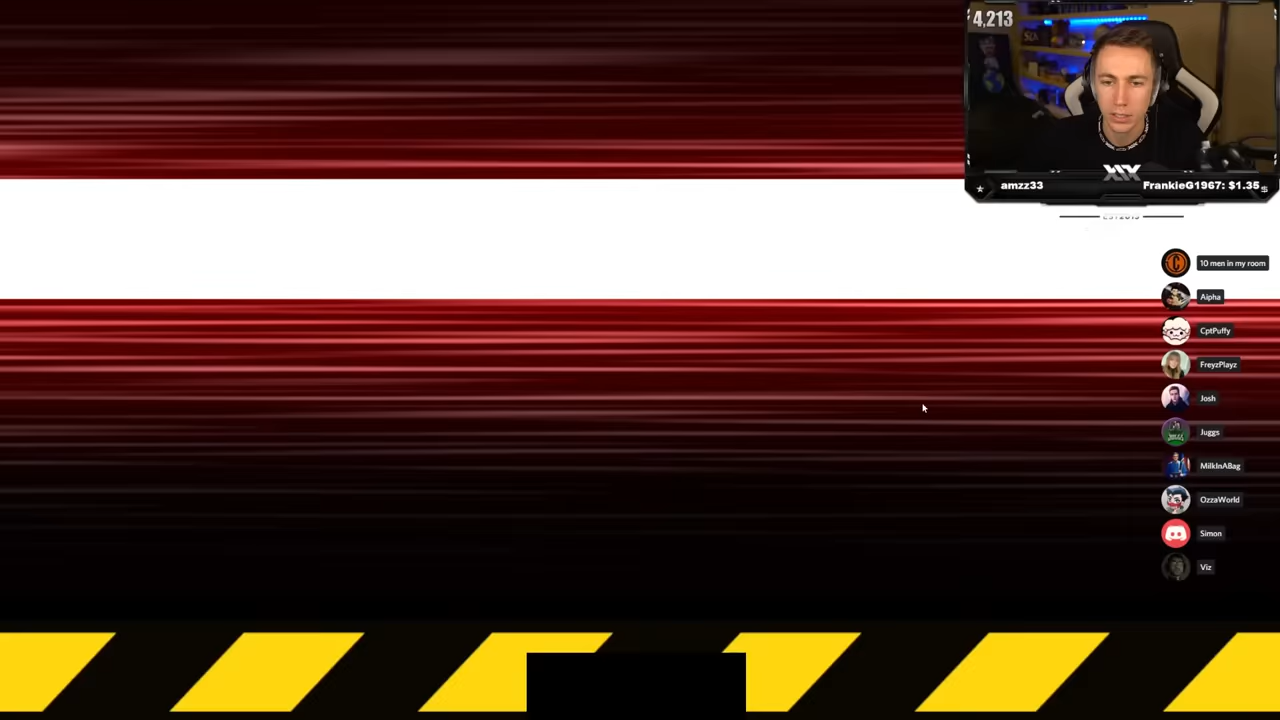 4,213
amzz33
FrankieG1967: $1.35
10 men in my room
Aipha
CptPuffy
FreyzPlayz
Josh
Juggs
MilkInABag
OzzaWorld
Simon
Viz